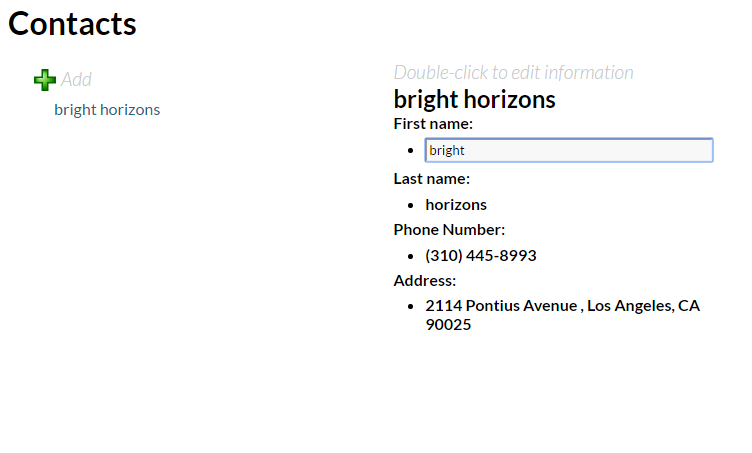 Contacts
Add
bright horizons
Double-click to edit information
bright horizons
First name:
bright
Last name:
horizons
Phone Number:
(310) 445-8993
Address:
2114 Pontius Avenue , Los Angeles, CA
90025